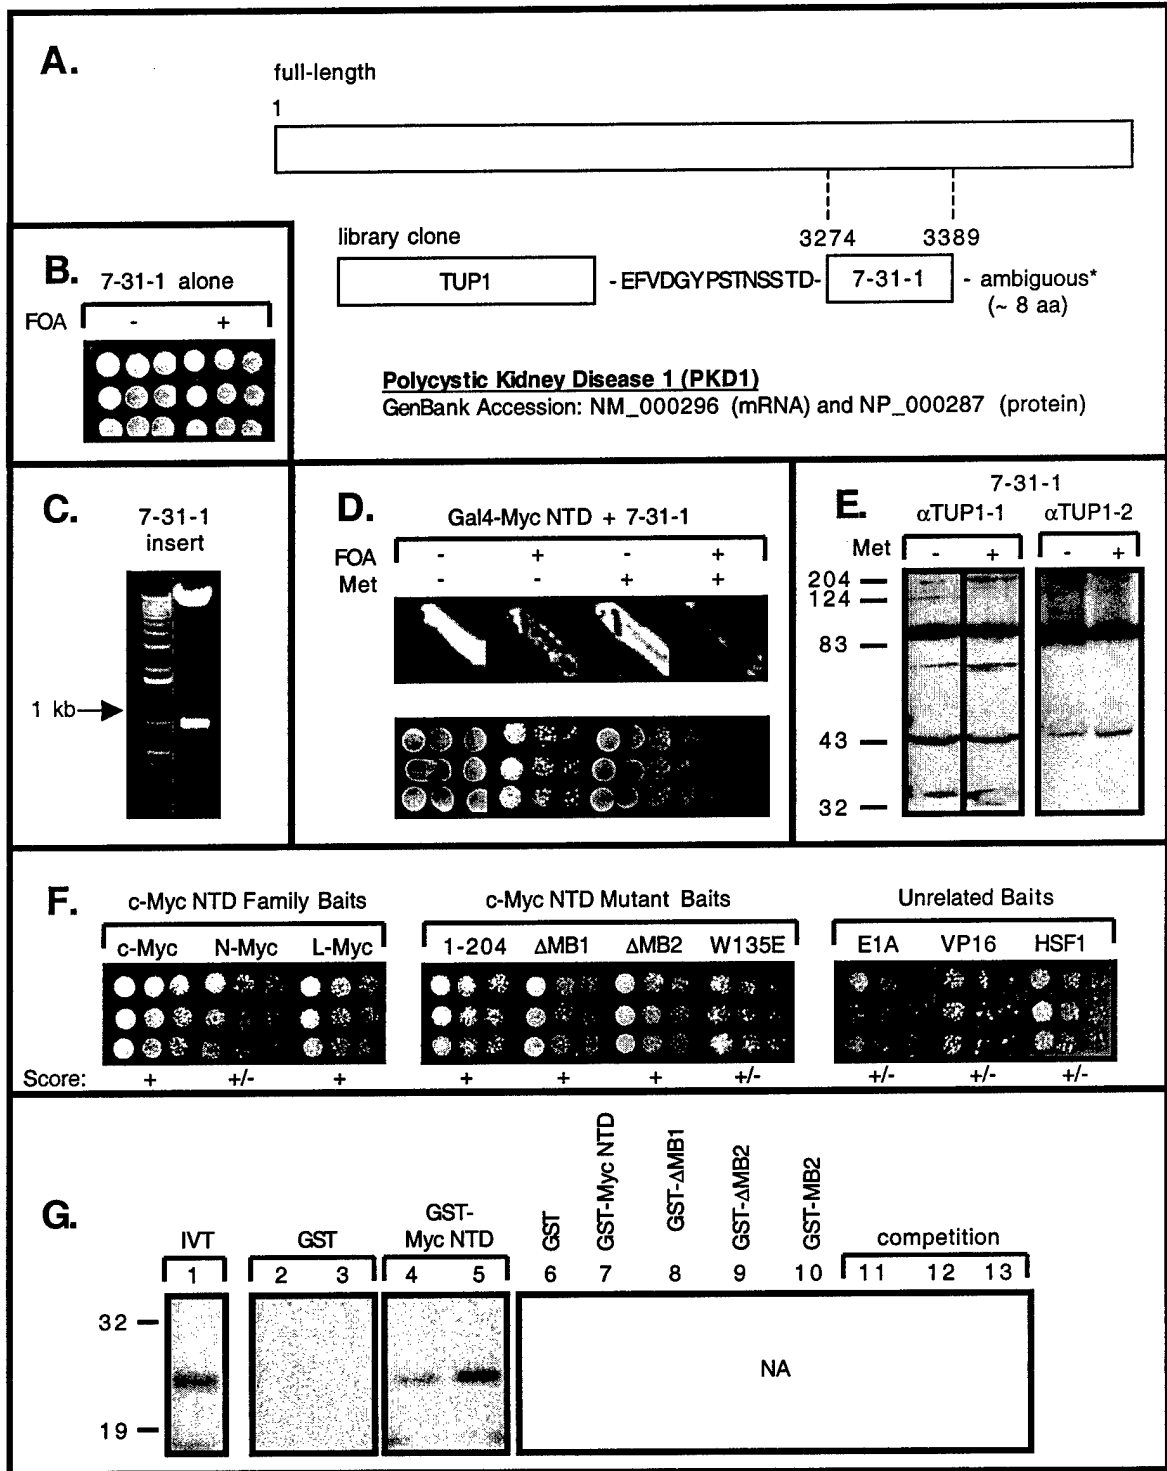 A.
full-length
1
3274 3389
library clone
TUP1 -EFVDGYPSTNSSTD- 7-31-1 - ambiguous*
(~ 8 aa)
Polycystic Kidney Disease 1 (PKD1)
GenBank Accession: NM_000296 (mRNA) and NP_000287 (protein)
B.
7-31-1 alone
FOA - +
C.
7-31-1
insert
1 kb
D.
Gal4-Myc NTD + 7-31-1
FOA - + - +
Met - - + +
E.
7-31-1
αTUP1-1 αTUP1-2
Met - + - +
204
124
83
43
32
F.
c-Myc NTD Family Baits
c-Myc N-Myc L-Myc
c-Myc NTD Mutant Baits
1-204 ΔMB1 ΔMB2 W135E
Unrelated Baits
E1A VP16 HSF1
Score: + +/- + + + + +/- +/- +/- +/-
G.
IVT
GST
GST-
Myc NTD
GST
GST-Myc NTD
GST-ΔMB1
GST-ΔMB2
GST-MB2
competition
1 2 3 4 5 6 7 8 9 10 11 12 13
32
19
NA